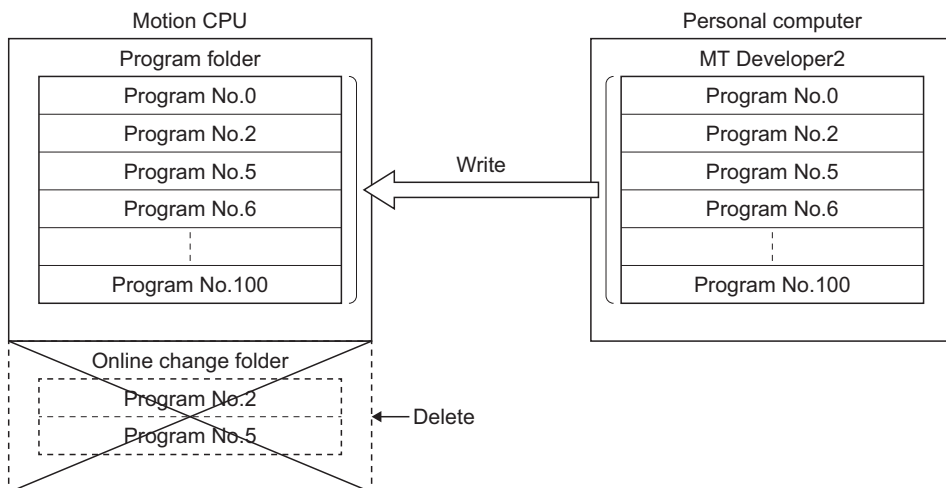 Motion CPU
Program folder
Program No.0
Program No.2
Program No.5
Program No.6
Program No.100
Write
Personal computer
MT Developer2
Program No.0
Program No.2
Program No.5
Program No.6
Program No.100
Online change folder
Program No.2
Program No.5
Delete